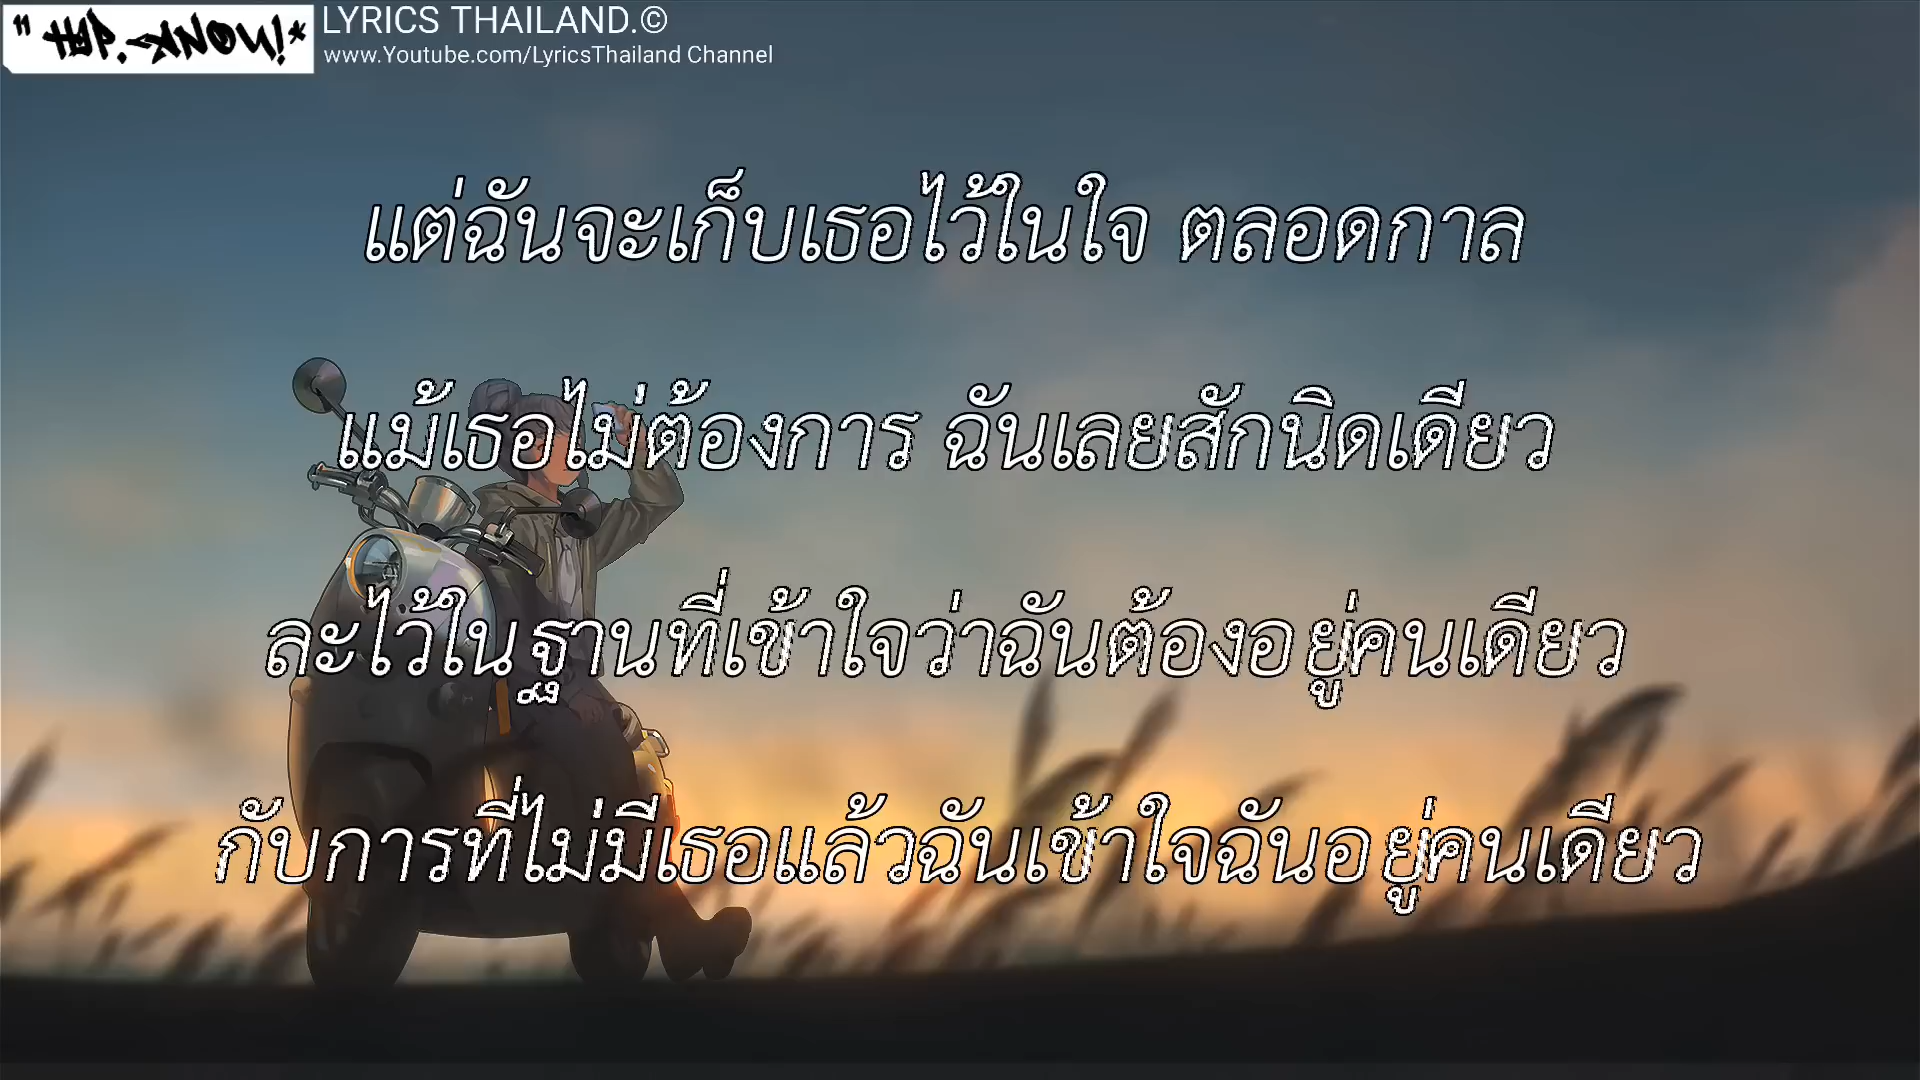 LYRICS THAILAND.©
www.Youtube.com/LyricsThailand Channel
แต่ฉันจะเก็บเธอไว้ในใจ ตลอดกาล
แม้เธอไม่ต้องการ ฉันเลยสักนิดเดียว
ละไว้ในฐานที่เข้าใจว่าฉันต้องอยู่คนเดียว
กับการที่ไม่มีเธอแล้วฉันเข้าใจฉันอยู่คนเดียว